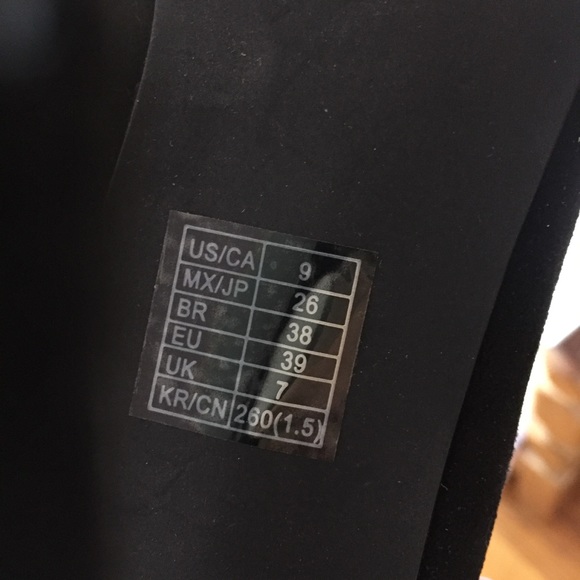 US/CA 9
MX/JP 26
BR 38
EU 39
UK 7
KR/CN 260(1.5)